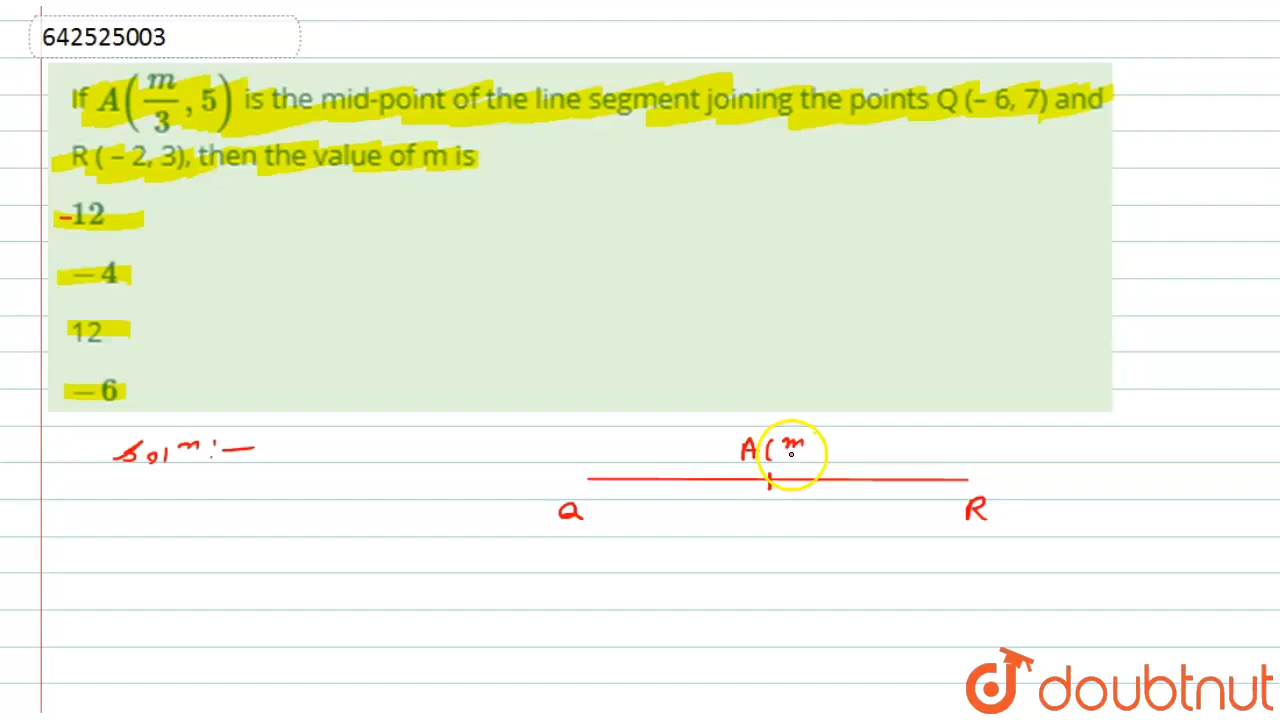 642525003
If A(m/3, 5) is the mid-point of the line segment joining the points Q (– 6, 7) and
R ( – 2, 3), then the value of m is
-12
− 4
12
− 6
Solⁿ :—
A ( m
Q R
doubtnut